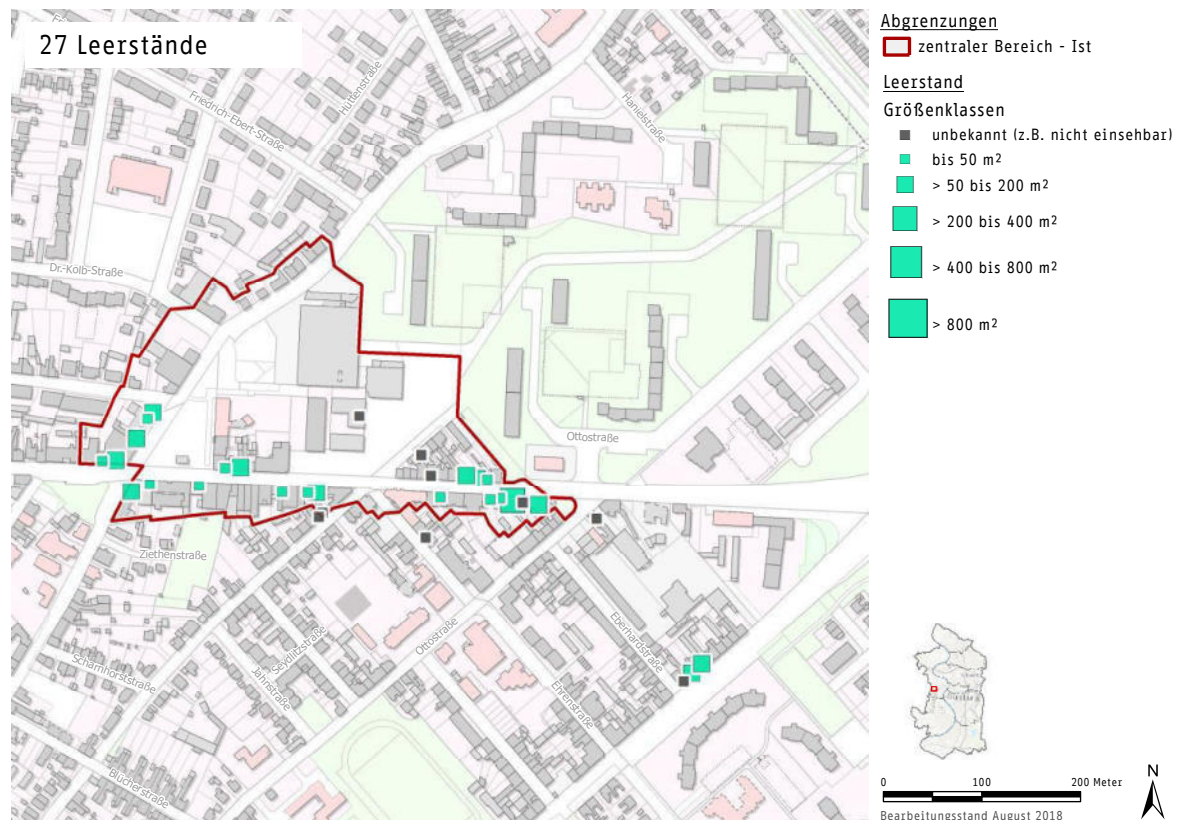 27 Leerstände
Friedrich-Ebert-Straße
Hüttenstraße
Hanielstraße
Dr.-Kolb-Straße
Ottostraße
Ziethenstraße
Scharnhorststraße
Seydlitzstraße
Jahnstraße
Ottostraße
Eberhardstraße
Ehrenstraße
Blücherstraße
Abgrenzungen
zentraler Bereich - Ist
Leerstand
Größenklassen
unbekannt (z.B. nicht einsehbar)
bis 50 m²
> 50 bis 200 m²
> 200 bis 400 m²
> 400 bis 800 m²
> 800 m²
N
0 100 200 Meter
Bearbeitungsstand August 2018